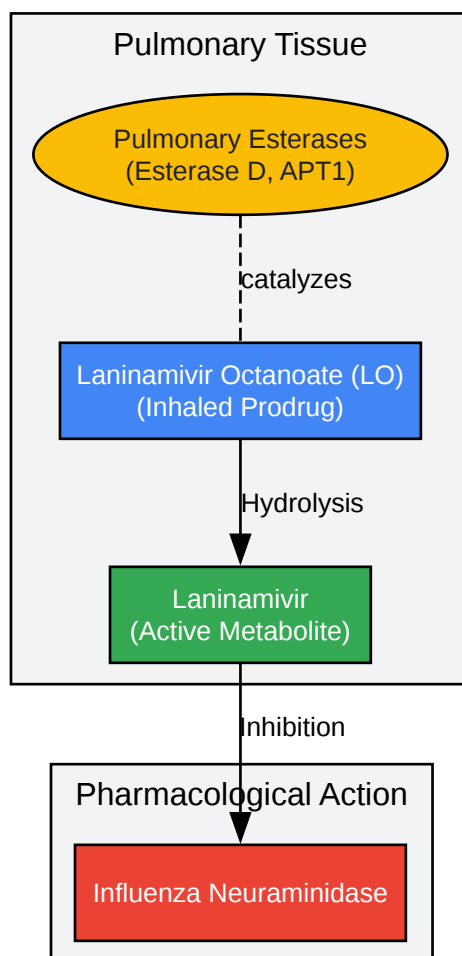 Pulmonary Tissue
Pulmonary Esterases
(Esterase D, APT1)
catalyzes
Laninamivir Octanoate (LO)
(Inhaled Prodrug)
Hydrolysis
Laninamivir
(Active Metabolite)
Inhibition
Pharmacological Action
Influenza Neuraminidase